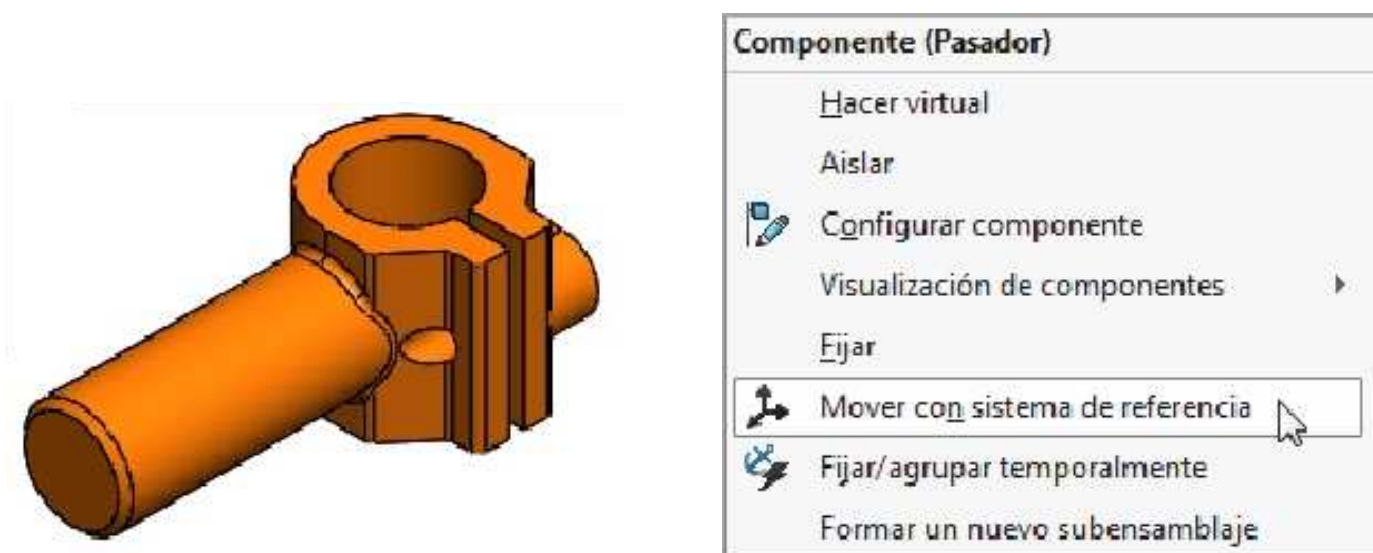 Componente (Pasador)
Hacer virtual
Aislar
Configurar componente
Visualización de componentes
Fijar
Mover con sistema de referencia
Fijar/agrupar temporalmente
Formar un nuevo subensamblaje